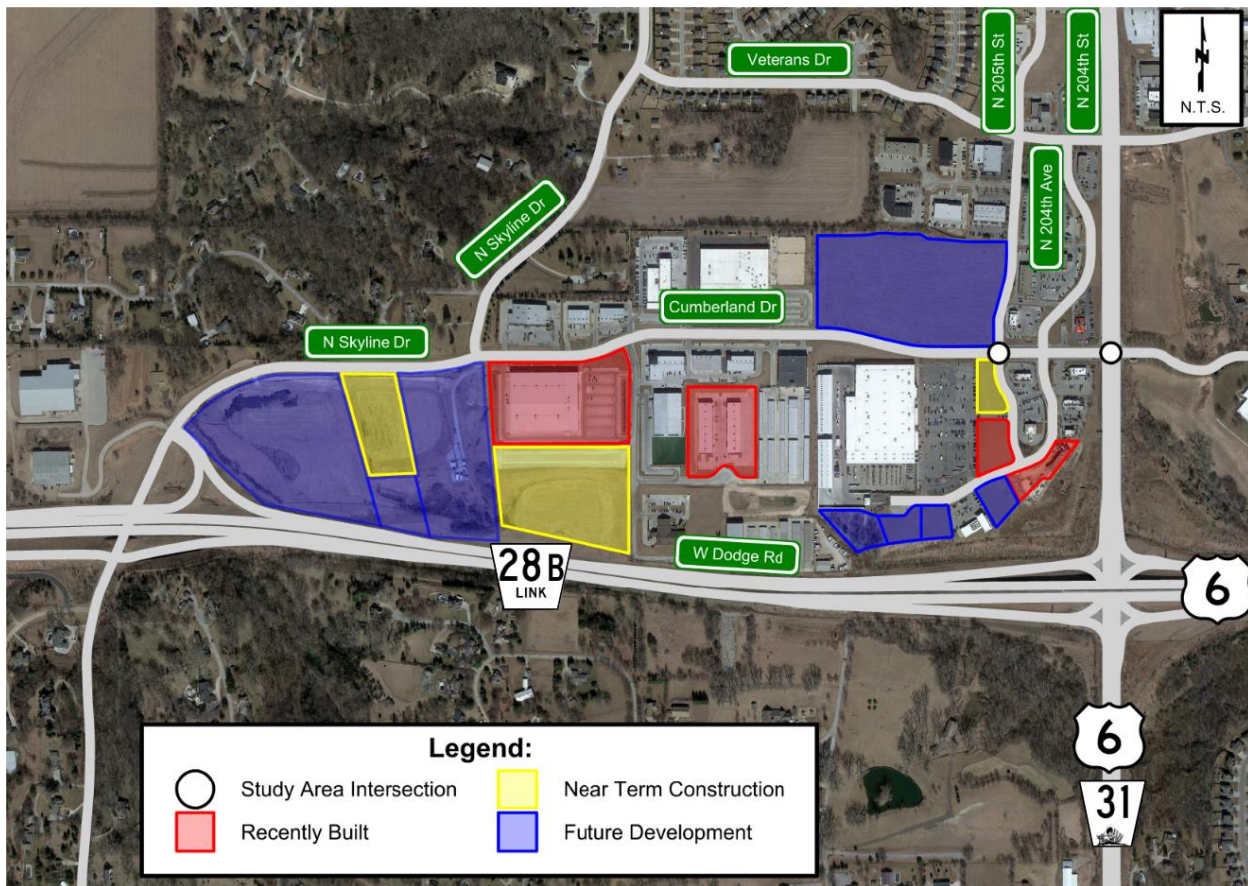 Veterans Dr
N 205th St
N 204th St
N
N.T.S.
N 204th Ave
N Skyline Dr
Cumberland Dr
N Skyline Dr
W Dodge Rd
28 B
LINK
6
6
31
Legend:
Study Area Intersection
Near Term Construction
Recently Built
Future Development